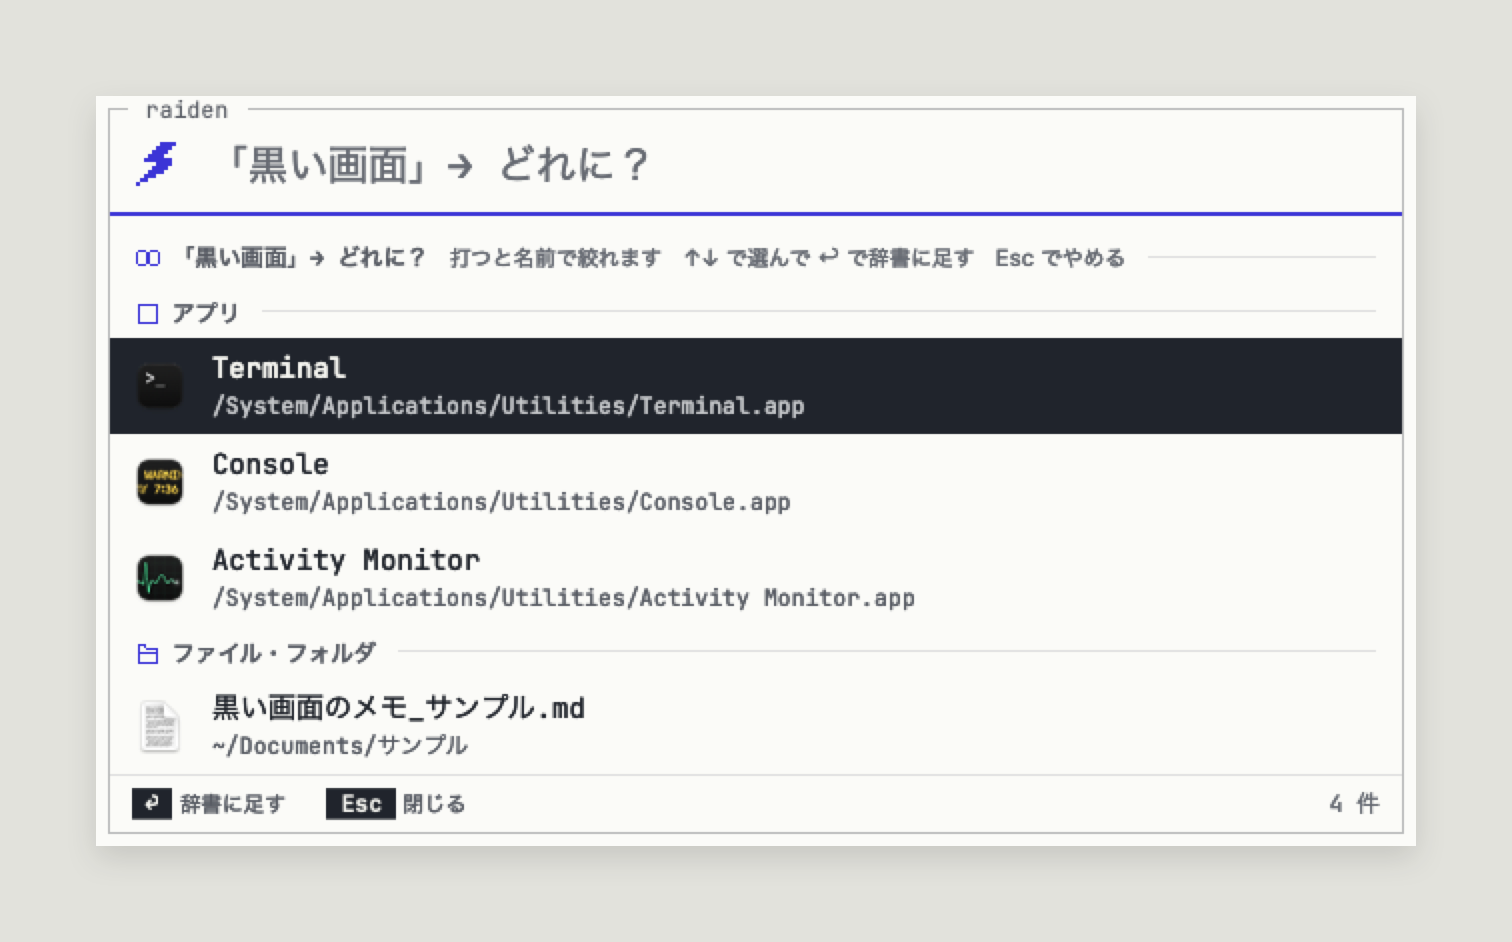 raiden
「黒い画面」→ どれに？
「黒い画面」→ どれに？ 打つと名前で絞れます ↑↓ で選んで ⏎ で辞書に足す Esc でやめる
アプリ
>_
Terminal
/System/Applications/Utilities/Terminal.app
WARNI
7:36
Console
/System/Applications/Utilities/Console.app
Activity Monitor
/System/Applications/Utilities/Activity Monitor.app
ファイル・フォルダ
黒い画面のメモ_サンプル.md
~/Documents/サンプル
⏎ 辞書に足す Esc 閉じる 4 件